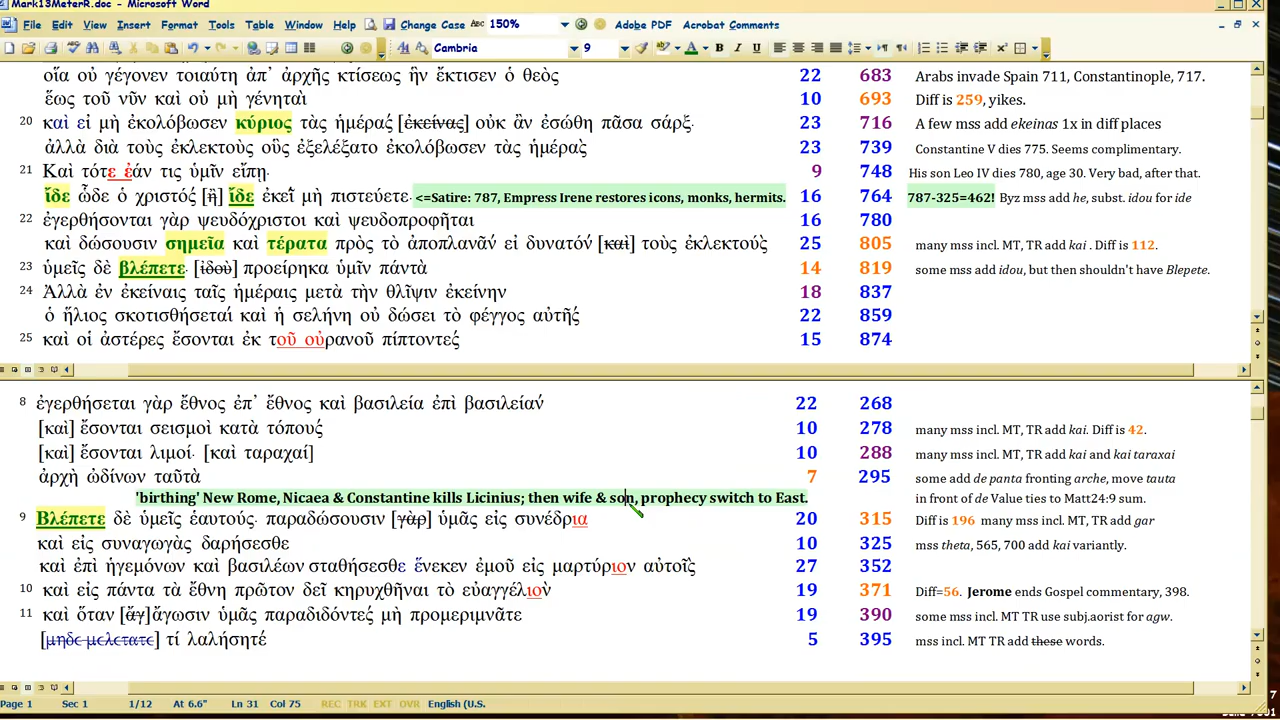 Mark13MeterR.doc - Microsoft Word
File Edit View Insert Format Tools Table Window Help Change Case 150% Adobe PDF Acrobat Comments
Cambria 9
οἵα οὐ γέγονεν τοιαύτη ἀπ’ ἀρχῆς κτίσεως ἣν ἔκτισεν ὁ θεὸς 22 683 Arabs invade Spain 711, Constantinople, 717.
ἕως τοῦ νῦν καὶ οὐ μὴ γένηται 10 693 Diff is 259, yikes.
20 καὶ εἰ μὴ ἐκολόβωσεν κύριος τὰς ἡμέρας [ἐκείνας] οὐκ ἂν ἐσώθη πᾶσα σάρξ· 23 716 A few mss add ekeinas 1x in diff places
ἀλλὰ διὰ τοὺς ἐκλεκτοὺς οὓς ἐξελέξατο ἐκολόβωσεν τὰς ἡμέρας 23 739 Constantine V dies 775. Seems complimentary.
21 Καὶ τότε ἐάν τις ὑμῖν εἴπῃ· 9 748 His son Leo IV dies 780, age 30. Very bad, after that.
ἴδε ὧδε ὁ χριστός [ἢ] ἴδε ἐκεῖ μὴ πιστεύετε· <=Satire: 787, Empress Irene restores icons, monks, hermits. 16 764 787-325=462! Byz mss add he, subst. idou for ide
22 ἐγερθήσονται γὰρ ψευδόχριστοι καὶ ψευδοπροφῆται 16 780
καὶ δώσουσιν σημεῖα καὶ τέρατα πρὸς τὸ ἀποπλανᾶν εἰ δυνατόν [καὶ] τοὺς ἐκλεκτούς 25 805 many mss incl. MT, TR add kai . Diff is 112.
23 ὑμεῖς δὲ βλέπετε· [ἰδοὺ] προείρηκα ὑμῖν πάντα 14 819 some mss add idou, but then shouldn't have Blepete.
24 Ἀλλὰ ἐν ἐκείναις ταῖς ἡμέραις μετὰ τὴν θλῖψιν ἐκείνην 18 837
ὁ ἥλιος σκοτισθήσεται καὶ ἡ σελήνη οὐ δώσει τὸ φέγγος αὐτῆς 22 859
25 καὶ οἱ ἀστέρες ἔσονται ἐκ τοῦ οὐρανοῦ πίπτοντες 15 874
8 ἐγερθήσεται γὰρ ἔθνος ἐπ’ ἔθνος καὶ βασιλεία ἐπὶ βασιλείαν 22 268
[καὶ] ἔσονται σεισμοὶ κατὰ τόπους 10 278 many mss incl. MT, TR add kai. Diff is 42.
[καὶ] ἔσονται λιμοί· [καὶ ταραχαί] 10 288 many mss incl. MT, TR add kai and kai taraxai
ἀρχὴ ὠδίνων ταῦτα 7 295 some add de panta fronting arche, move tauta
'birthing' New Rome, Nicaea & Constantine kills Licinius; then wife & son, prophecy switch to East. in front of de Value ties to Matt24:9 sum.
9 Βλέπετε δὲ ὑμεῖς ἑαυτούς· παραδώσουσιν [γὰρ] ὑμᾶς εἰς συνέδρια 20 315 Diff is 196 many mss incl. MT, TR add gar
καὶ εἰς συναγωγὰς δαρήσεσθε 10 325 mss theta, 565, 700 add kai variantly.
καὶ ἐπὶ ἡγεμόνων καὶ βασιλέων σταθήσεσθε ἕνεκεν ἐμοῦ εἰς μαρτύριον αὐτοῖς 27 352
10 καὶ εἰς πάντα τὰ ἔθνη πρῶτον δεῖ κηρυχθῆναι τὸ εὐαγγέλιον 19 371 Diff=56. Jerome ends Gospel commentary, 398.
11 καὶ ὅταν [ἄγ]ἄγωσιν ὑμᾶς παραδιδόντες μὴ προμεριμνᾶτε 19 390 some mss incl. MT TR use subj.aorist for agw.
[μηδε μελετατε] τί λαλήσητέ 5 395 mss incl. MT TR add these words.
Page 1 Sec 1 1/12 At 6.6" Ln 31 Col 75 REC TRK EXT OVR English (U.S.